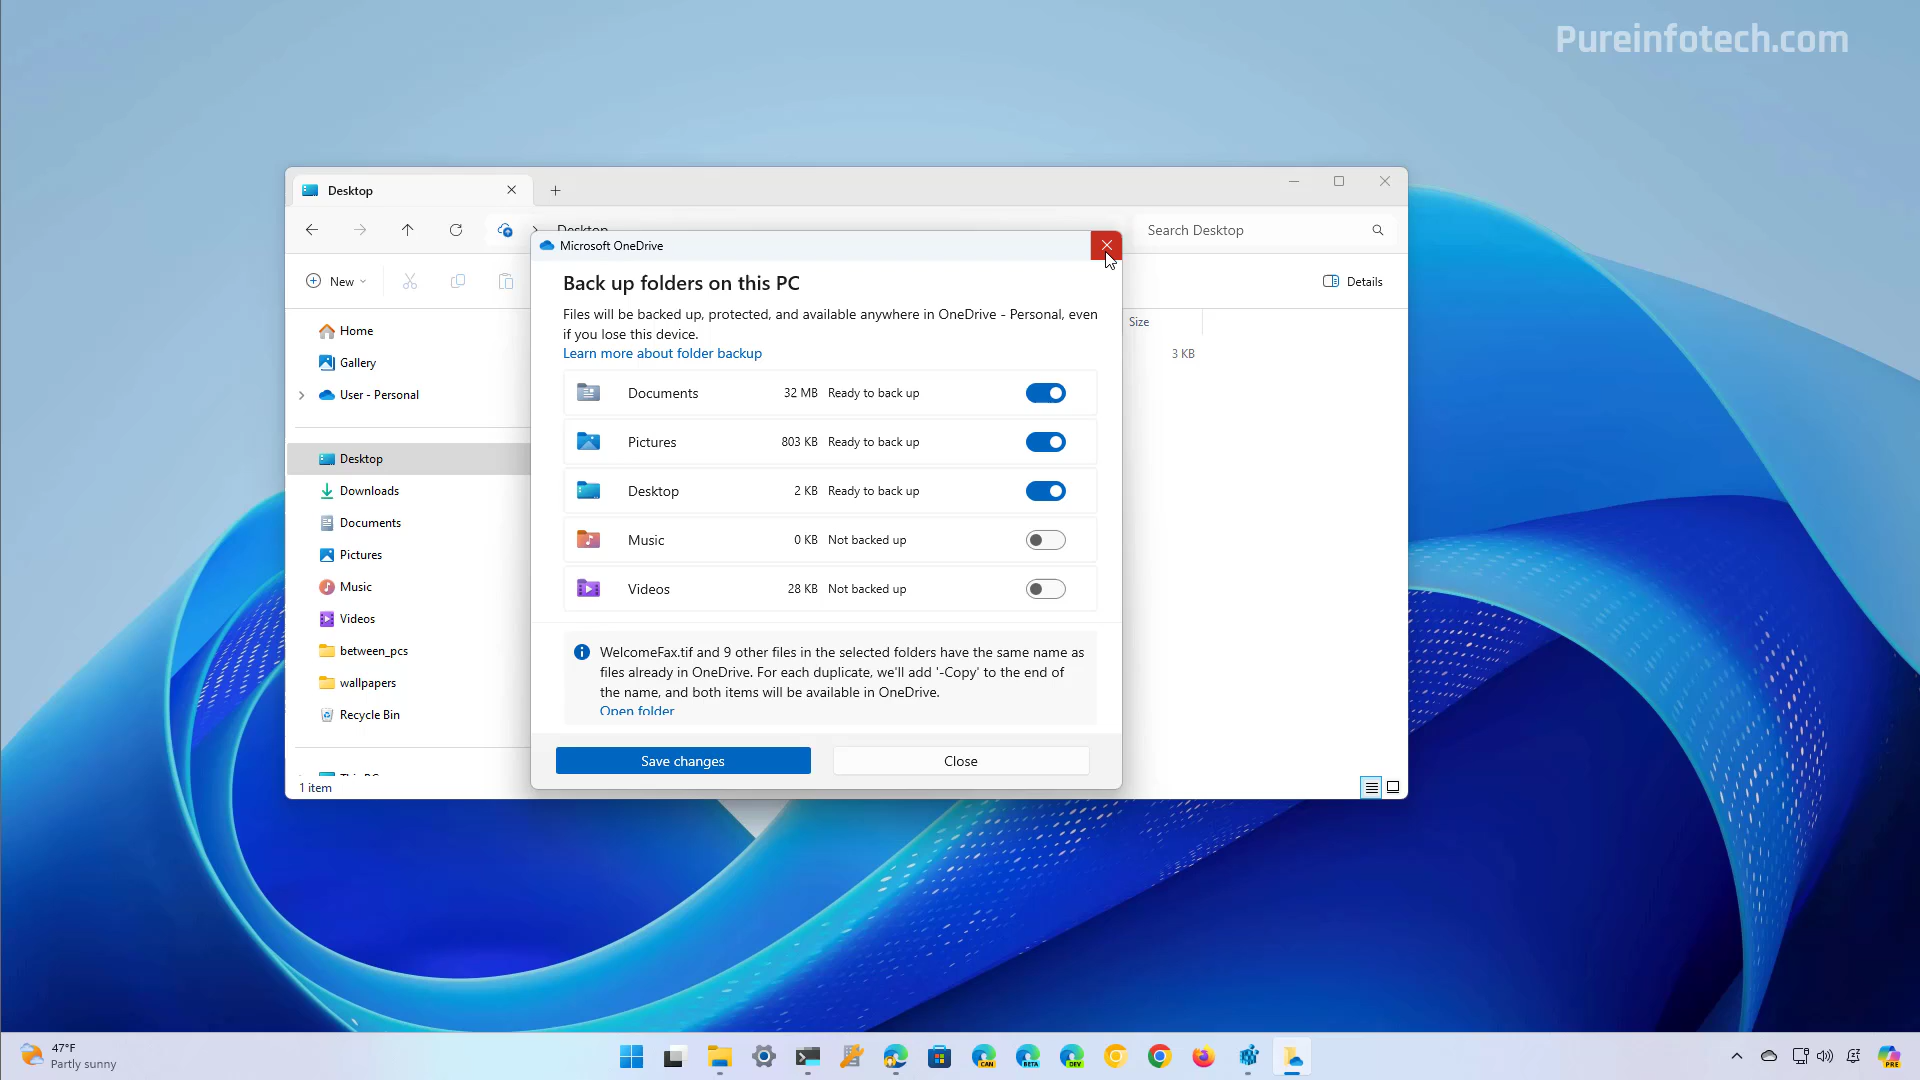 Pureinfotech.com
Desktop
Desktop
Search Desktop
Microsoft OneDrive
New
Details
Back up folders on this PC
Files will be backed up, protected, and available anywhere in OneDrive - Personal, even
if you lose this device.
Learn more about folder backup
Home
Gallery
User - Personal
Desktop
Downloads
Documents
Pictures
Music
Videos
between_pcs
wallpapers
Recycle Bin
This PC
1 item
Documents 32 MB Ready to back up
Pictures 803 KB Ready to back up
Desktop 2 KB Ready to back up
Music 0 KB Not backed up
Videos 28 KB Not backed up
WelcomeFax.tif and 9 other files in the selected folders have the same name as
files already in OneDrive. For each duplicate, we'll add '-Copy' to the end of
the name, and both items will be available in OneDrive.
Open folder
Save changes
Close
Size
3 KB
47°F
Partly sunny
CAN
BETA
DEV
PRE